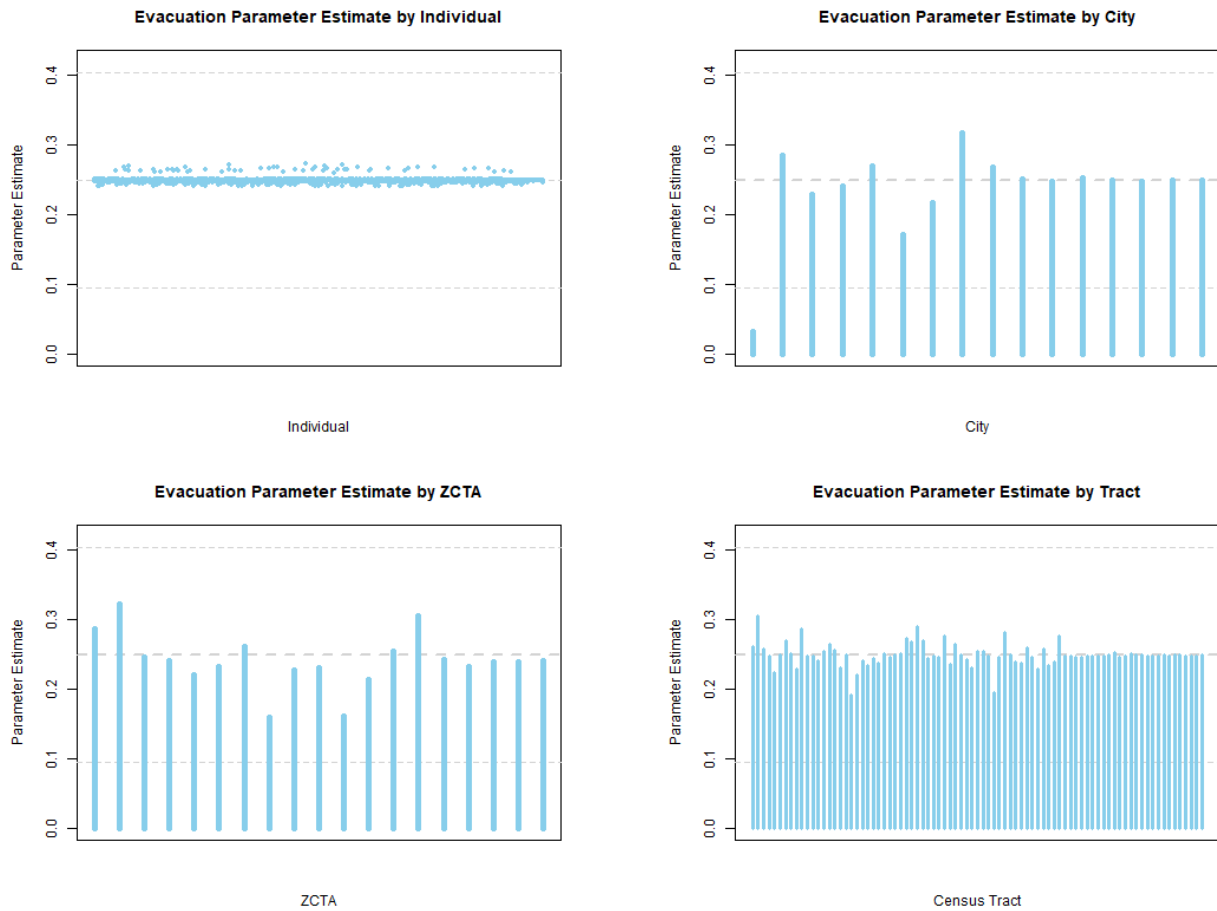 Evacuation Parameter Estimate by Individual
Parameter Estimate
0.0
0.1
0.2
0.3
0.4
Individual
Evacuation Parameter Estimate by City
Parameter Estimate
0.0
0.1
0.2
0.3
0.4
City
Evacuation Parameter Estimate by ZCTA
Parameter Estimate
0.0
0.1
0.2
0.3
0.4
ZCTA
Evacuation Parameter Estimate by Tract
Parameter Estimate
0.0
0.1
0.2
0.3
0.4
Census Tract